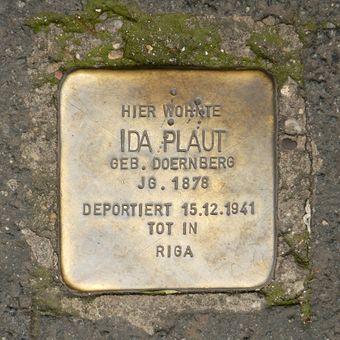 HIER WOHNTE
IDA PLAUT
GEB. DOERNBERG
JG. 1878
DEPORTIERT 15.12.1941
TOT IN
RIGA